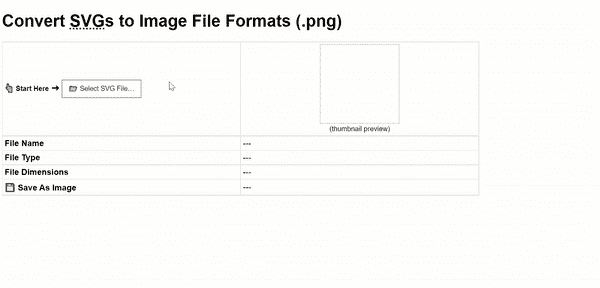 Convert SVGs to Image File Formats (.png)
Start Here ➞ Select SVG File...
(thumbnail preview)
File Name ---
File Type ---
File Dimensions ---
Save As Image ---